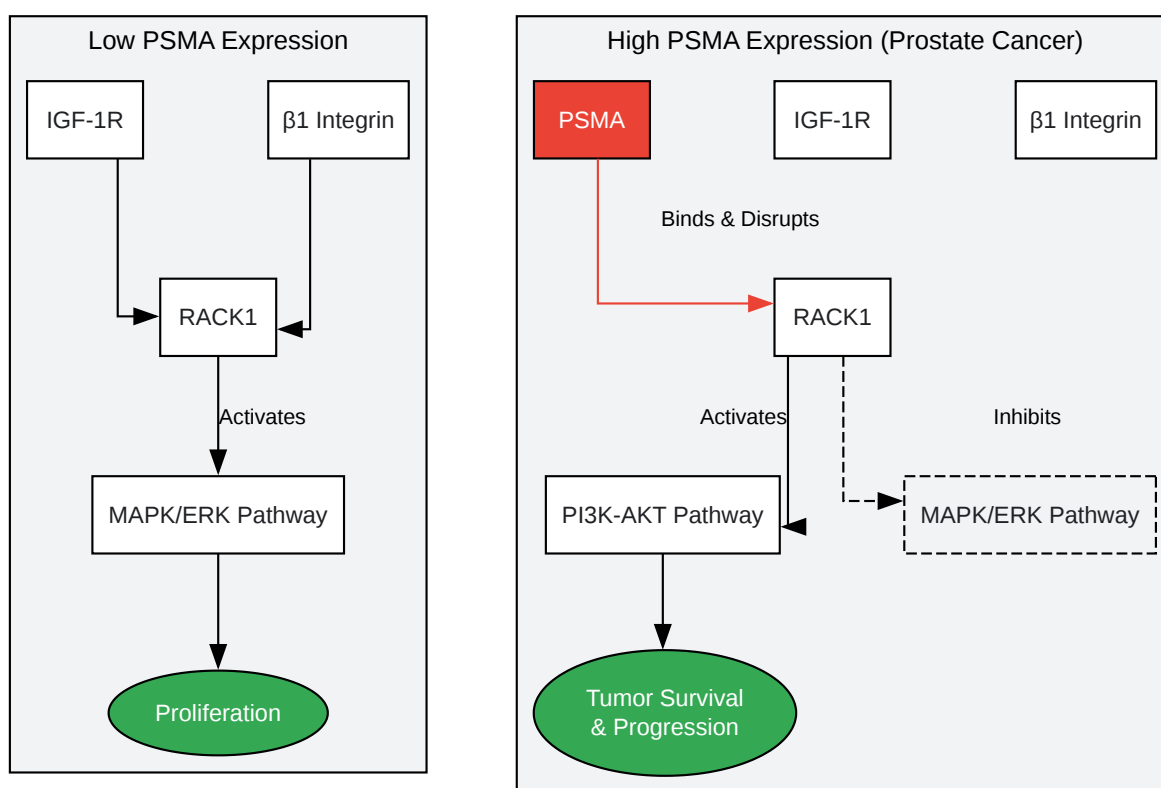 Low PSMA Expression
IGF-1R
β1 Integrin
RACK1
Activates
MAPK/ERK Pathway
Proliferation
High PSMA Expression (Prostate Cancer)
PSMA
IGF-1R
β1 Integrin
Binds & Disrupts
RACK1
Activates
Inhibits
PI3K-AKT Pathway
MAPK/ERK Pathway
Tumor Survival
& Progression